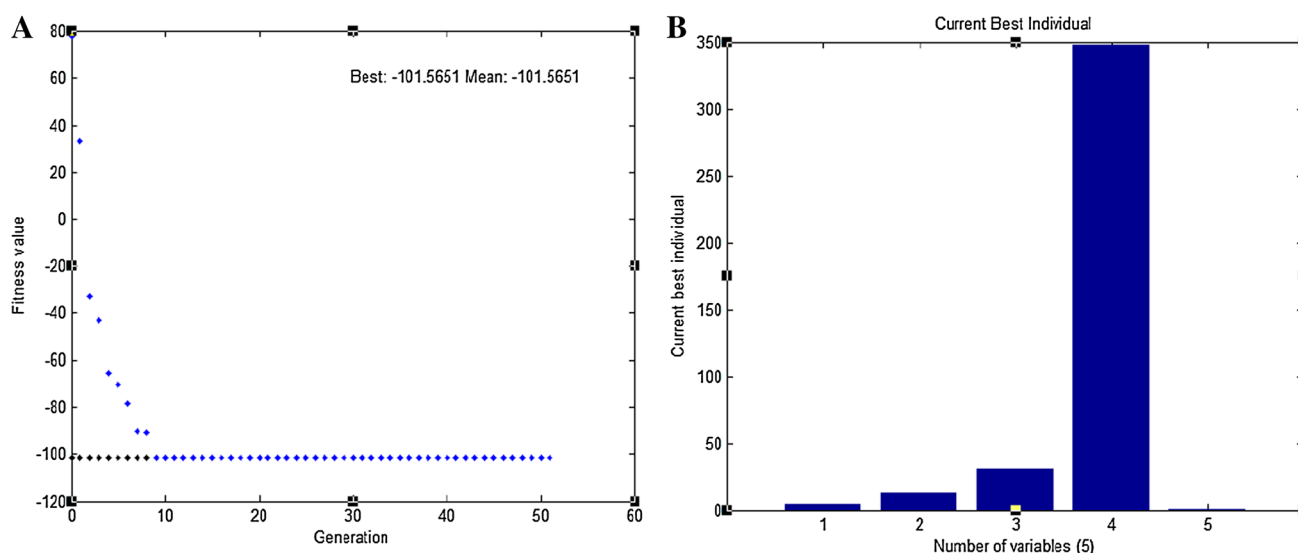 A
80
60
40
20
0
-20
-40
-60
-80
-100
-120
Fitness value
Best: -101.5651 Mean: -101.5651
0 10 20 30 40 50 60
Generation
B
Current Best Individual
350
300
250
200
150
100
50
0
Current best individual
1 2 3 4 5
Number of variables (5)